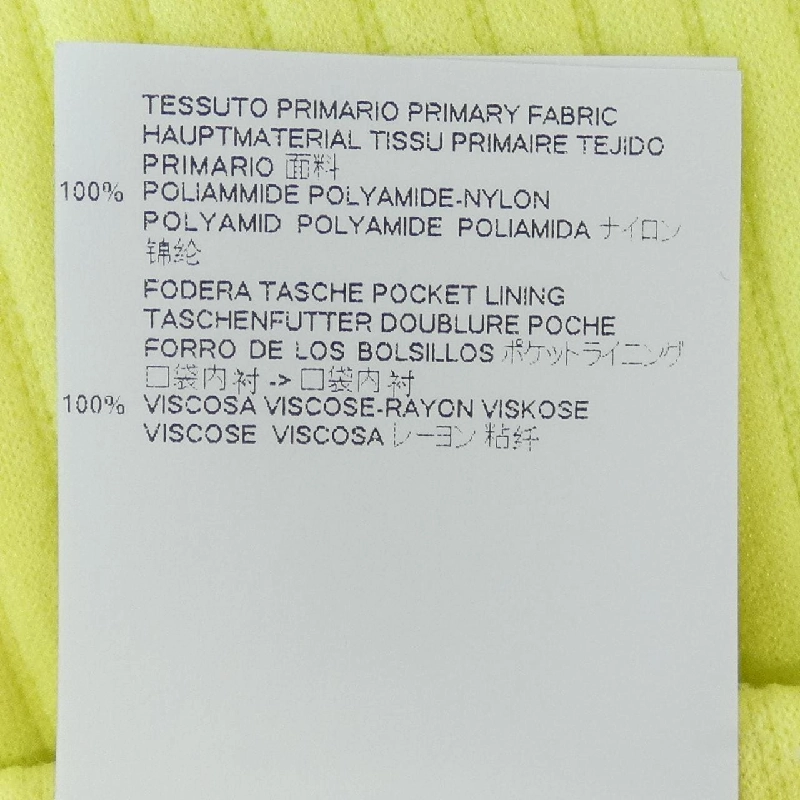 TESSUTO PRIMARIO PRIMARY FABRIC
HAUPTMATERIAL TISSU PRIMAIRE TEJIDO
PRIMARIO 面料
100% POLIAMMIDE POLYAMIDE-NYLON
POLYAMID POLYAMIDE POLIAMIDA ナイロン
锦纶
FODERA TASCHE POCKET LINING
TASCHENFUTTER DOUBLURE POCHE
FORRO DE LOS BOLSILLOS ポケットライニング
口袋内衬 -> 口袋内衬
100% VISCOSA VISCOSE-RAYON VISKOSE
VISCOSE VISCOSA レーヨン 粘纤